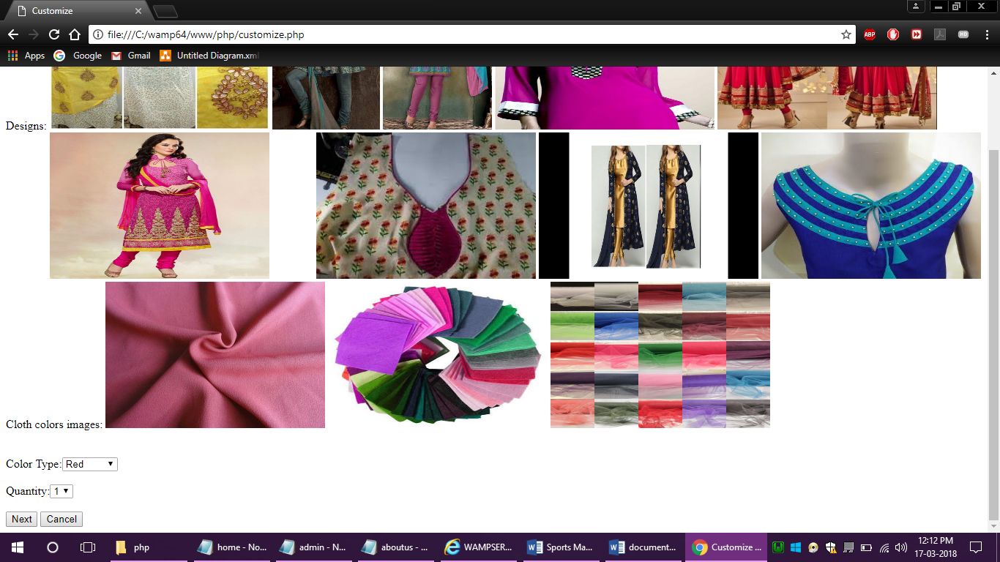 Customize
file:///C:/wamp64/www/php/customize.php
ABP
HD
Apps
Google
Gmail
Untitled Diagram.xml
Designs:
Cloth colors images:
Color Type: Red
Quantity: 1
Next Cancel
php
home - No...
admin - N...
aboutus - ...
WAMPSER...
Sports Ma...
document...
Customize ...
12:12 PM
17-03-2018